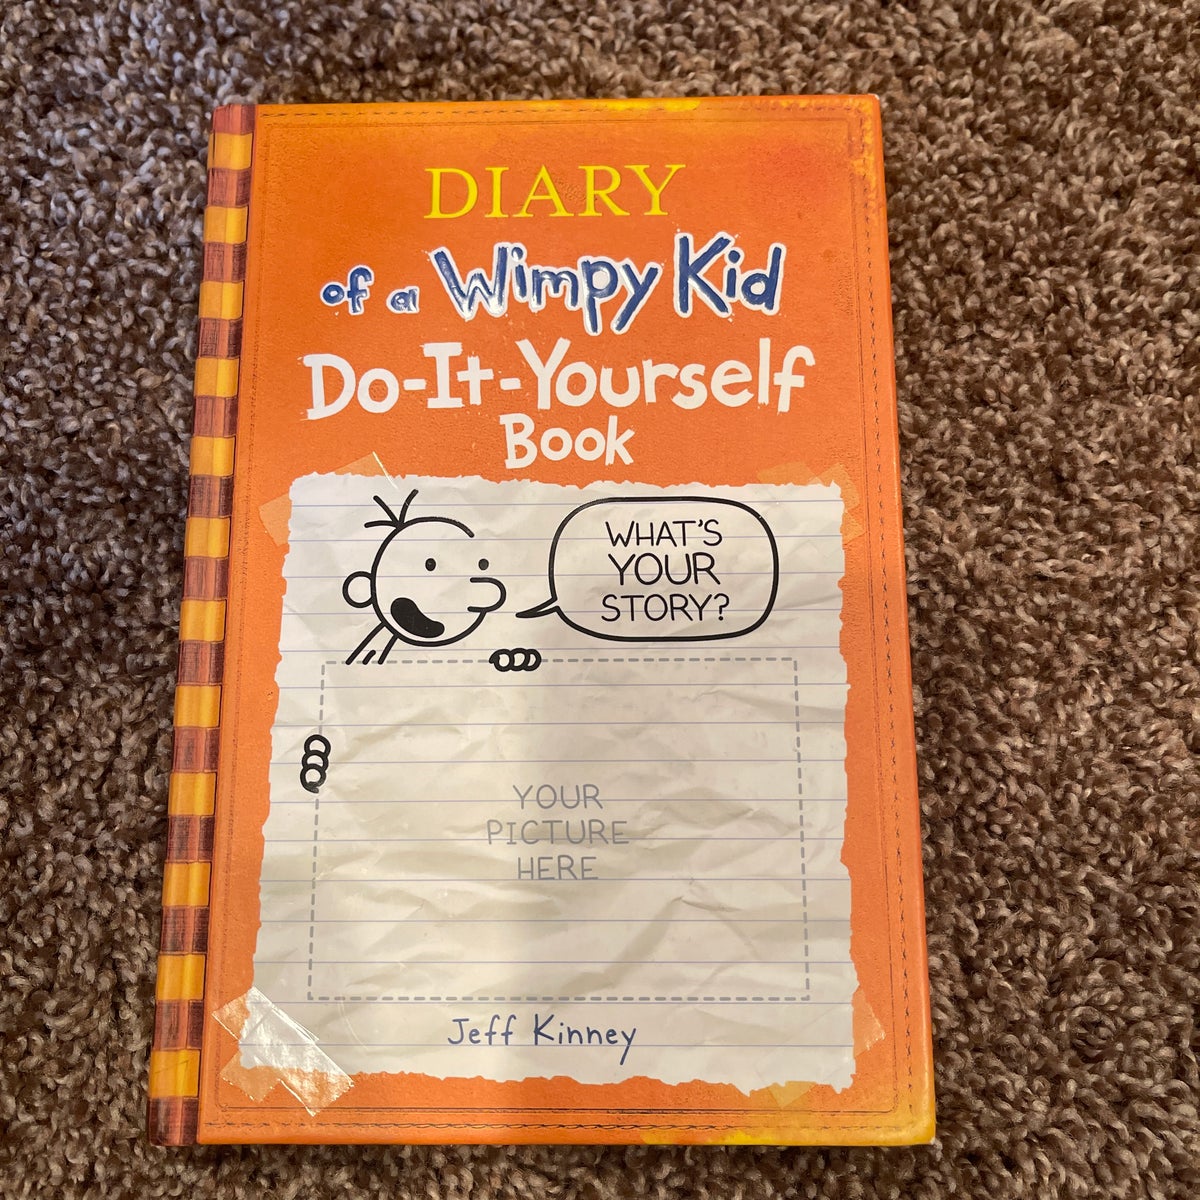 DIARY
of a Wimpy Kid
Do-It-Yourself
Book
WHAT'S
YOUR
STORY?
YOUR
PICTURE
HERE
Jeff Kinney